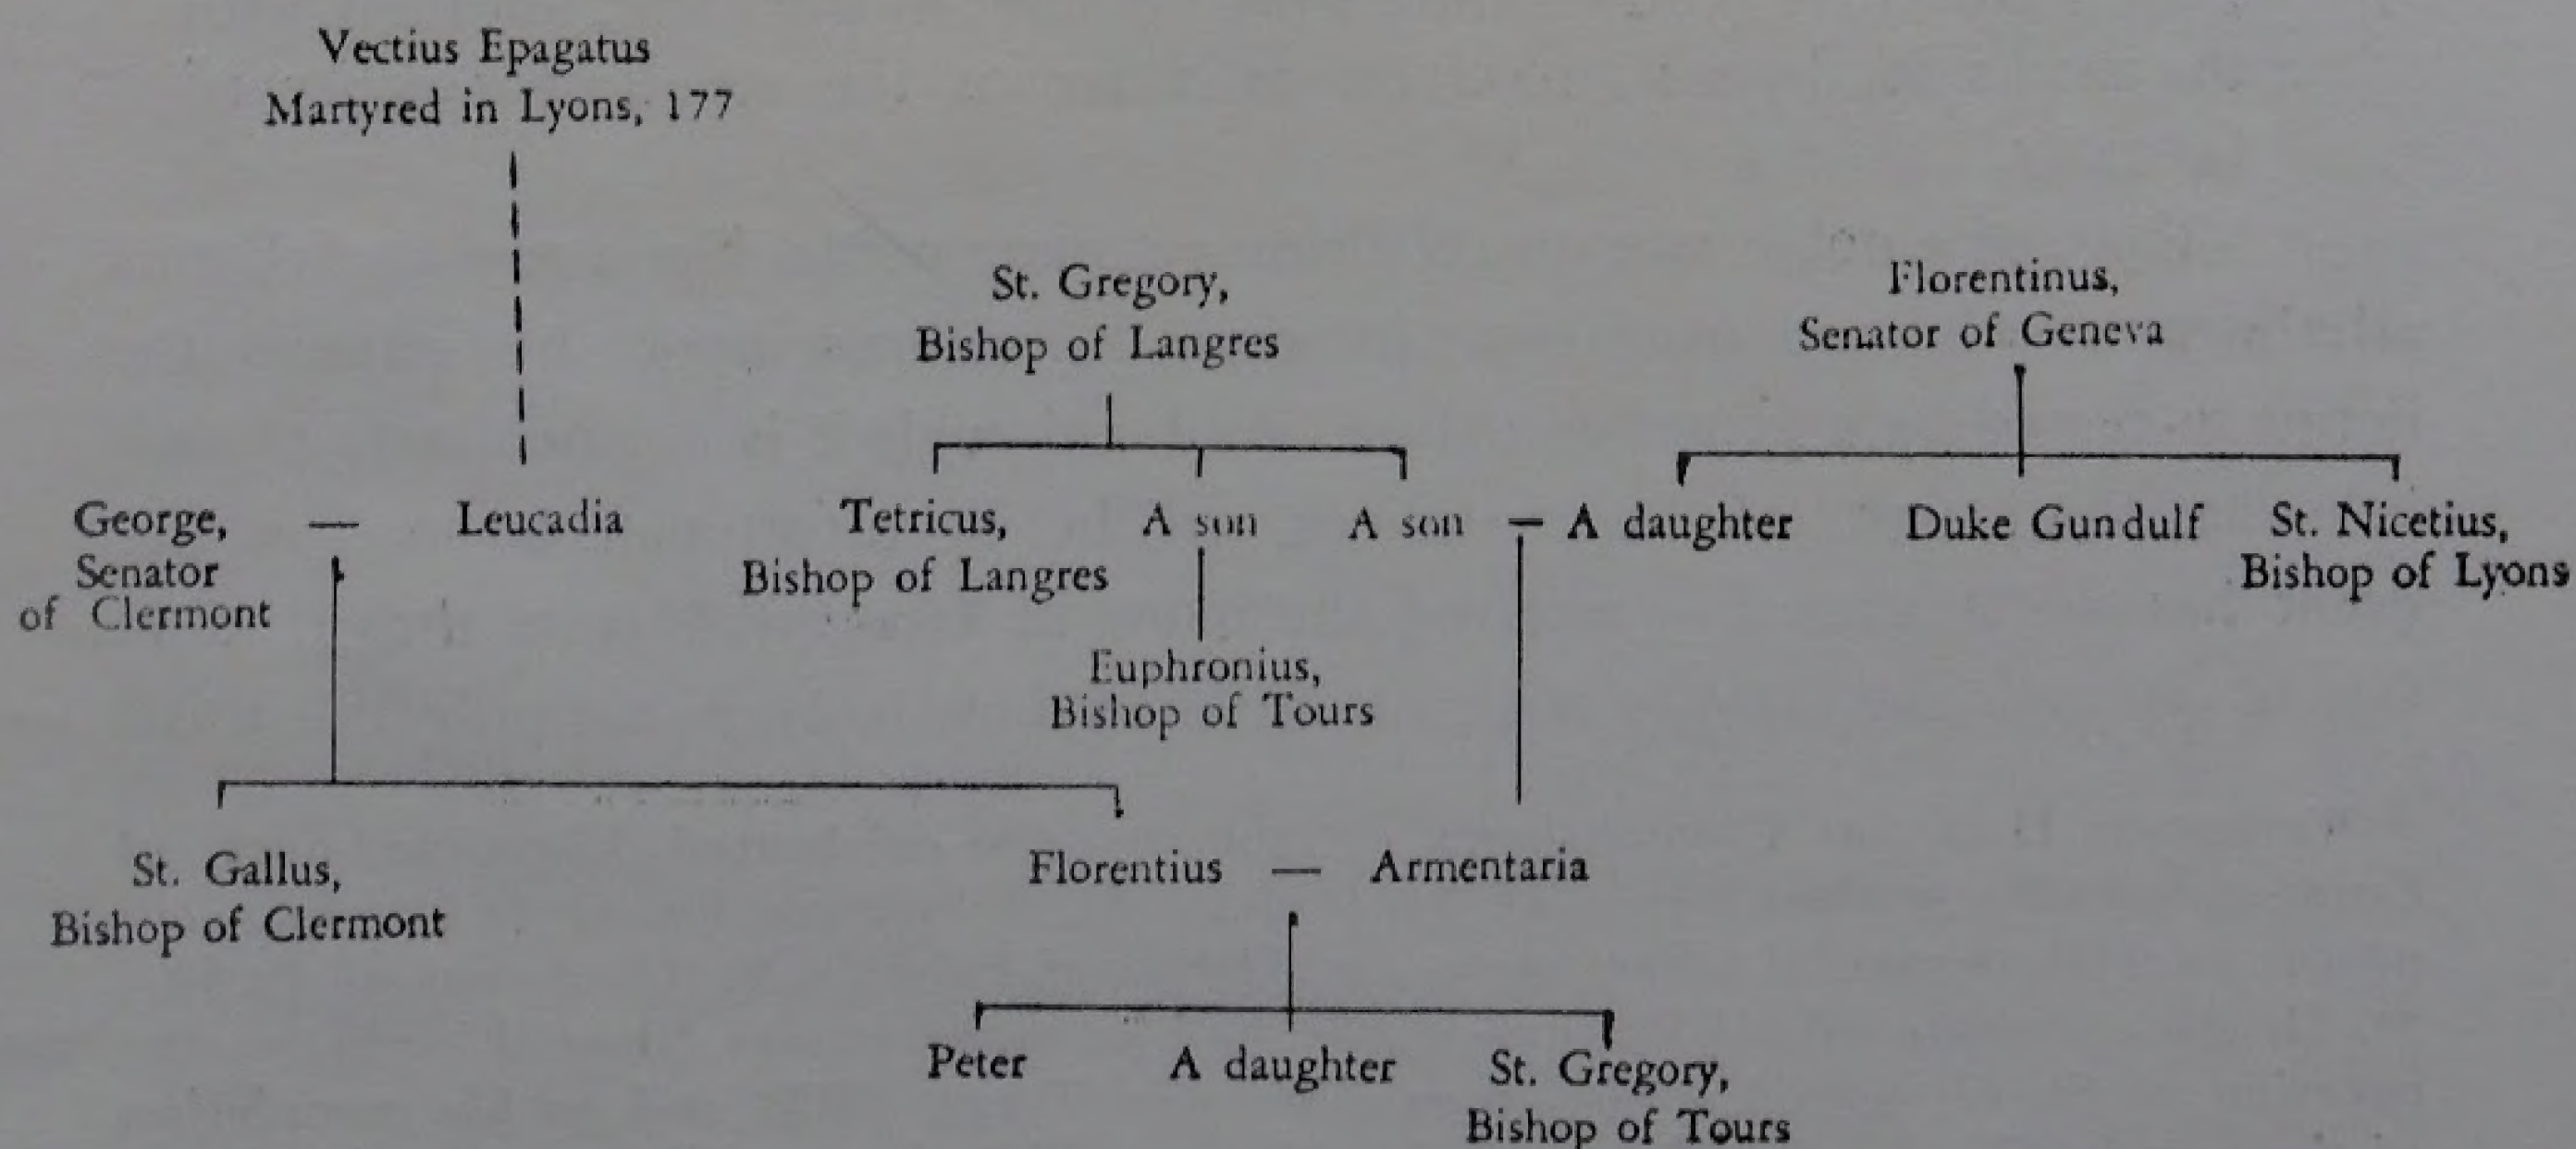 Vectius Epagatus
Martyred in Lyons, 177
St. Gregory,
Bishop of Langres
Florentinus,
Senator of Geneva
George,
Senator
of Clermont
— Leucadia
Tetricus,
Bishop of Langres
A son
A son — A daughter
Duke Gundulf
St. Nicetius,
Bishop of Lyons
Euphronius,
Bishop of Tours
St. Gallus,
Bishop of Clermont
Florentius — Armentaria
Peter
A daughter
St. Gregory,
Bishop of Tours